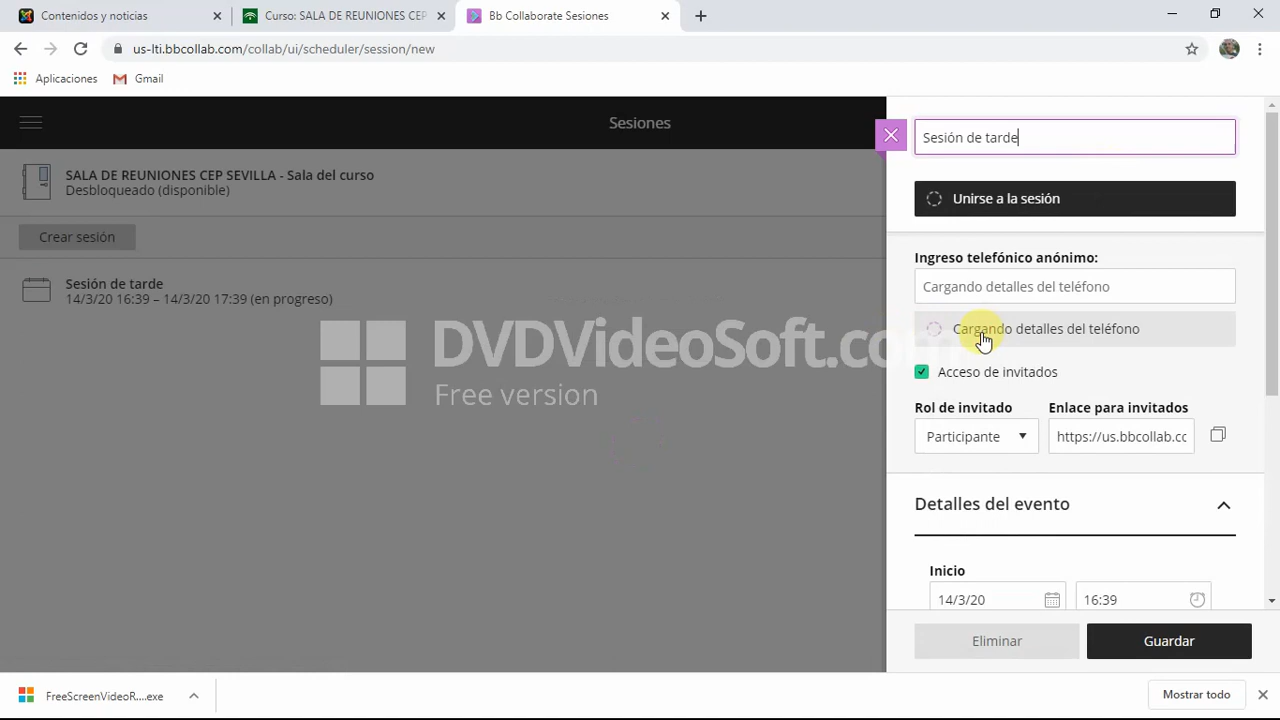 Contenidos y noticias
Curso: SALA DE REUNIONES CEP
Bb Collaborate Sesiones
us-lti.bbcollab.com/collab/ui/scheduler/session/new
Aplicaciones
Gmail
Sesiones
SALA DE REUNIONES CEP SEVILLA - Sala del curso
Desbloqueado (disponible)
Crear sesión
Sesión de tarde
14/3/20 16:39 – 14/3/20 17:39 (en progreso)
DVDVideoSoft.com
Free version
Sesión de tarde
Unirse a la sesión
Ingreso telefónico anónimo:
Cargando detalles del teléfono
Cargando detalles del teléfono
Acceso de invitados
Rol de invitado
Enlace para invitados
Participante
https://us.bbcollab.cc
Detalles del evento
Inicio
14/3/20
16:39
Eliminar
Guardar
FreeScreenVideoR....exe
Mostrar todo